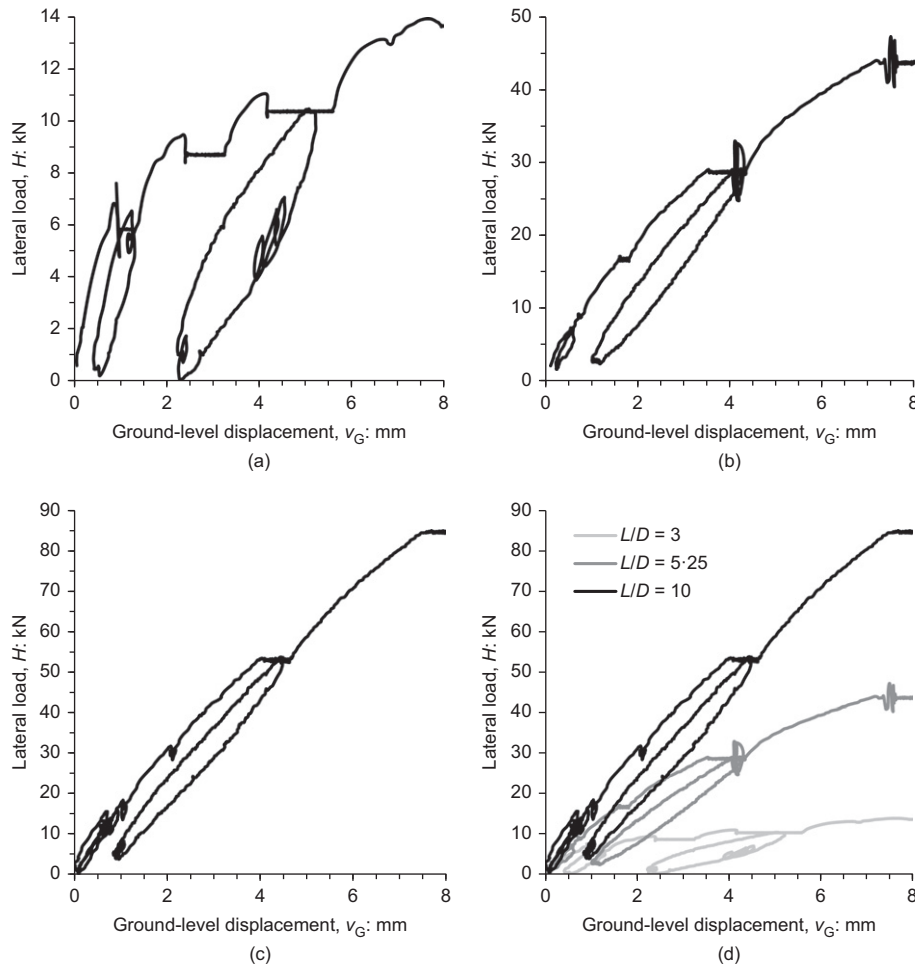 14
12
10
8
6
4
2
0
Lateral load, H: kN
0 2 4 6 8
Ground-level displacement, vG: mm
(a)
50
40
30
20
10
0
Lateral load, H: kN
0 2 4 6 8
Ground-level displacement, vG: mm
(b)
90
80
70
60
50
40
30
20
10
0
Lateral load, H: kN
0 2 4 6 8
Ground-level displacement, vG: mm
(c)
90
80
70
60
50
40
30
20
10
0
Lateral load, H: kN
L/D = 3
L/D = 5·25
L/D = 10
0 2 4 6 8
Ground-level displacement, vG: mm
(d)